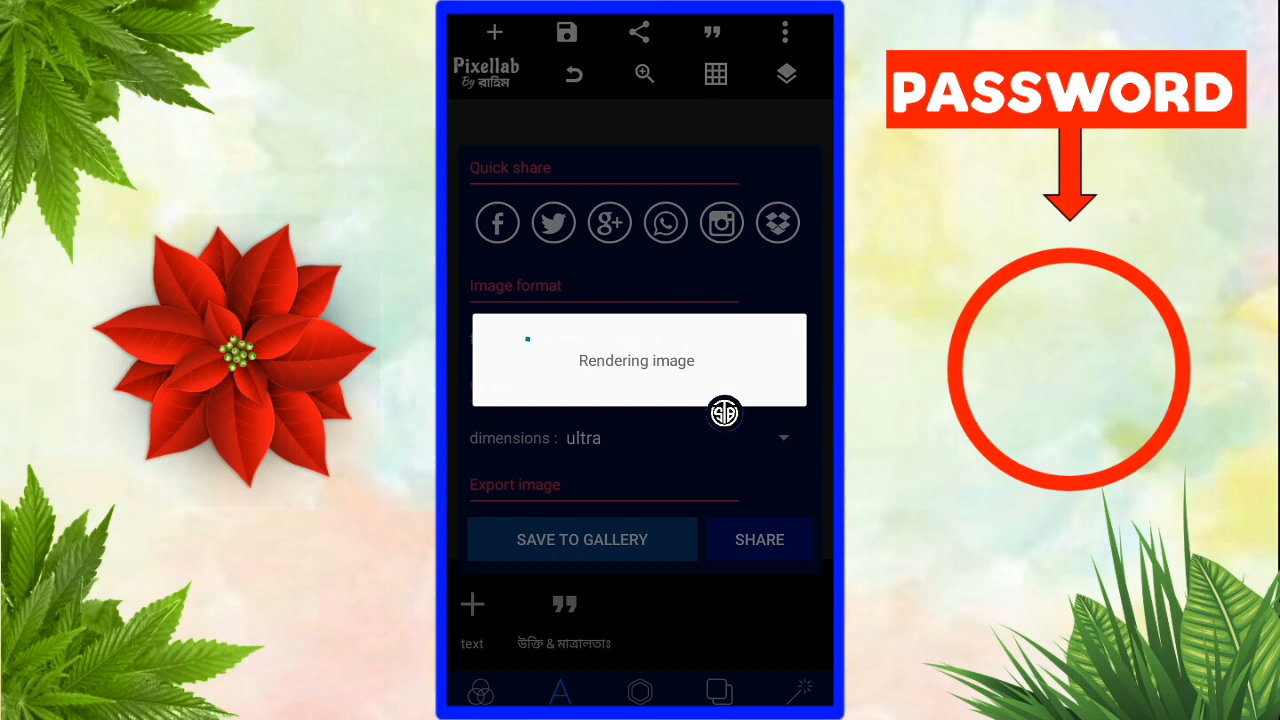 Pixellab
By রাহিম
Quick share
Image format
Rendering image
STB
dimensions : ultra
Export image
SAVE TO GALLERY
SHARE
text
উক্তি & মাত্রালতাঃ
PASSWORD